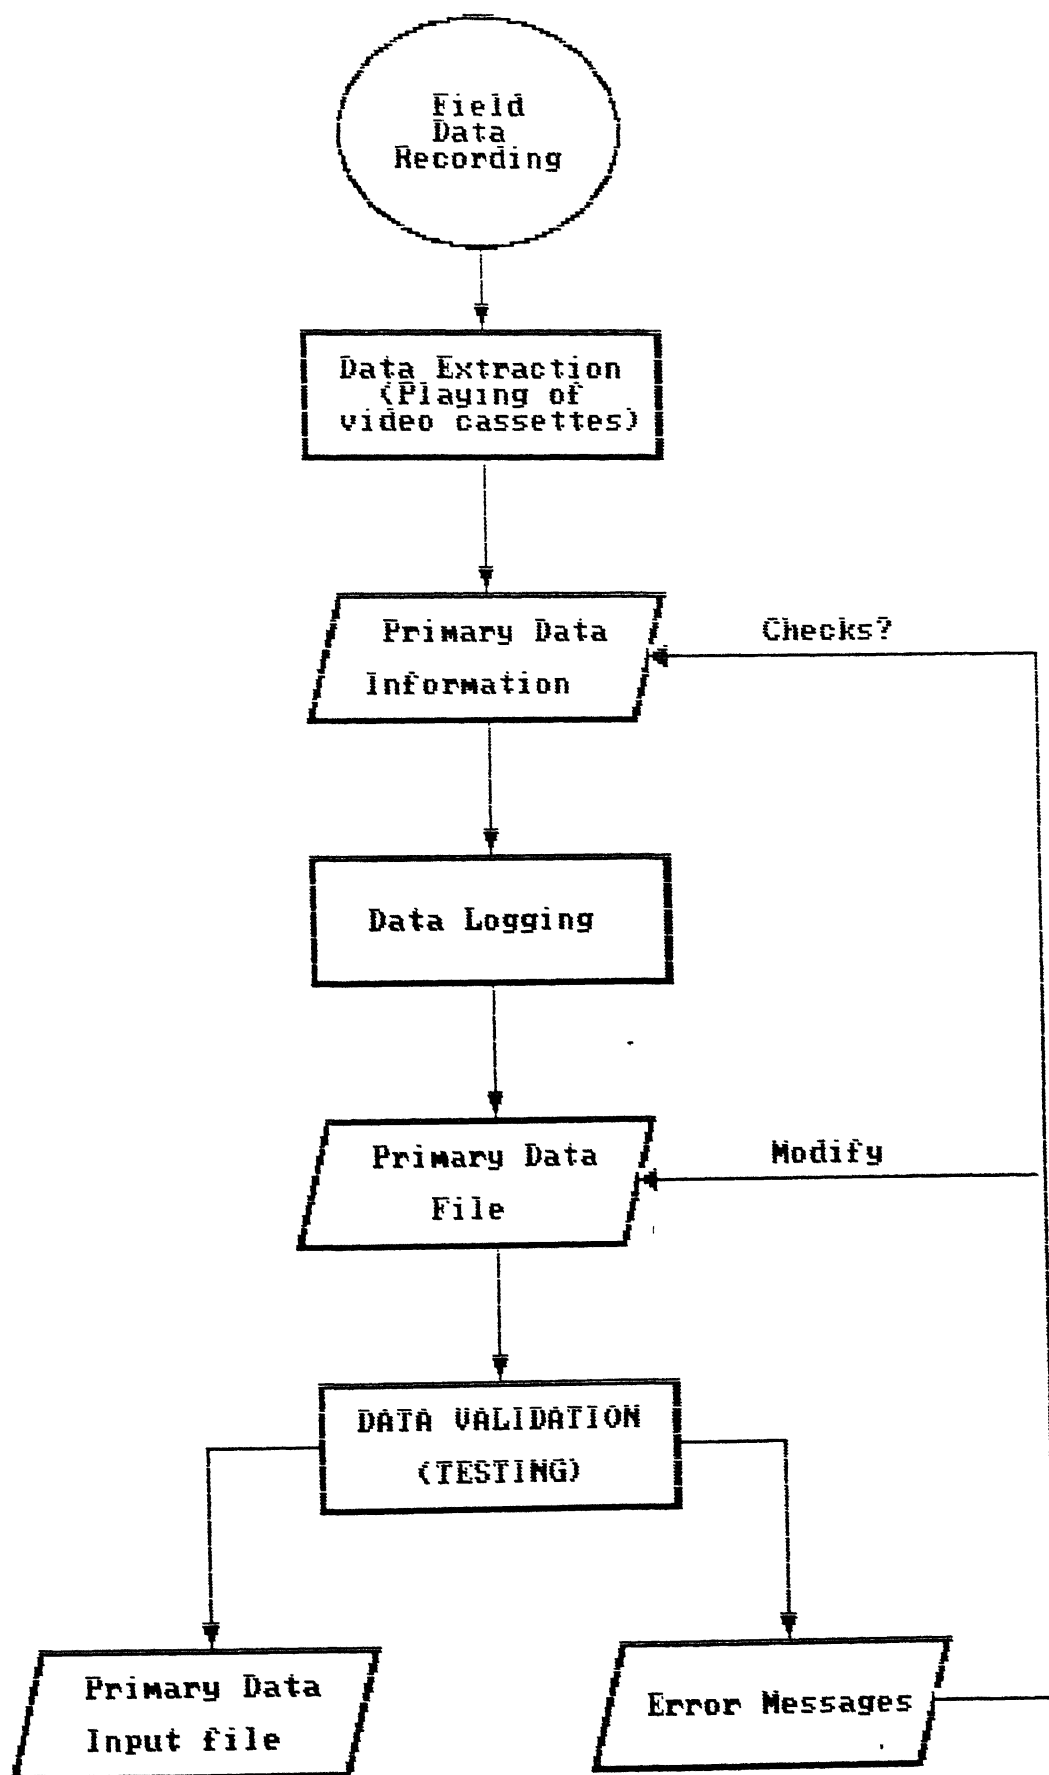 Field
Data
Recording
Data Extraction
(Playing of
video cassettes)
Primary Data
Information
Checks?
Data Logging
Primary Data
File
Modify
DATA VALIDATION
(TESTING)
Primary Data
Input file
Error Messages